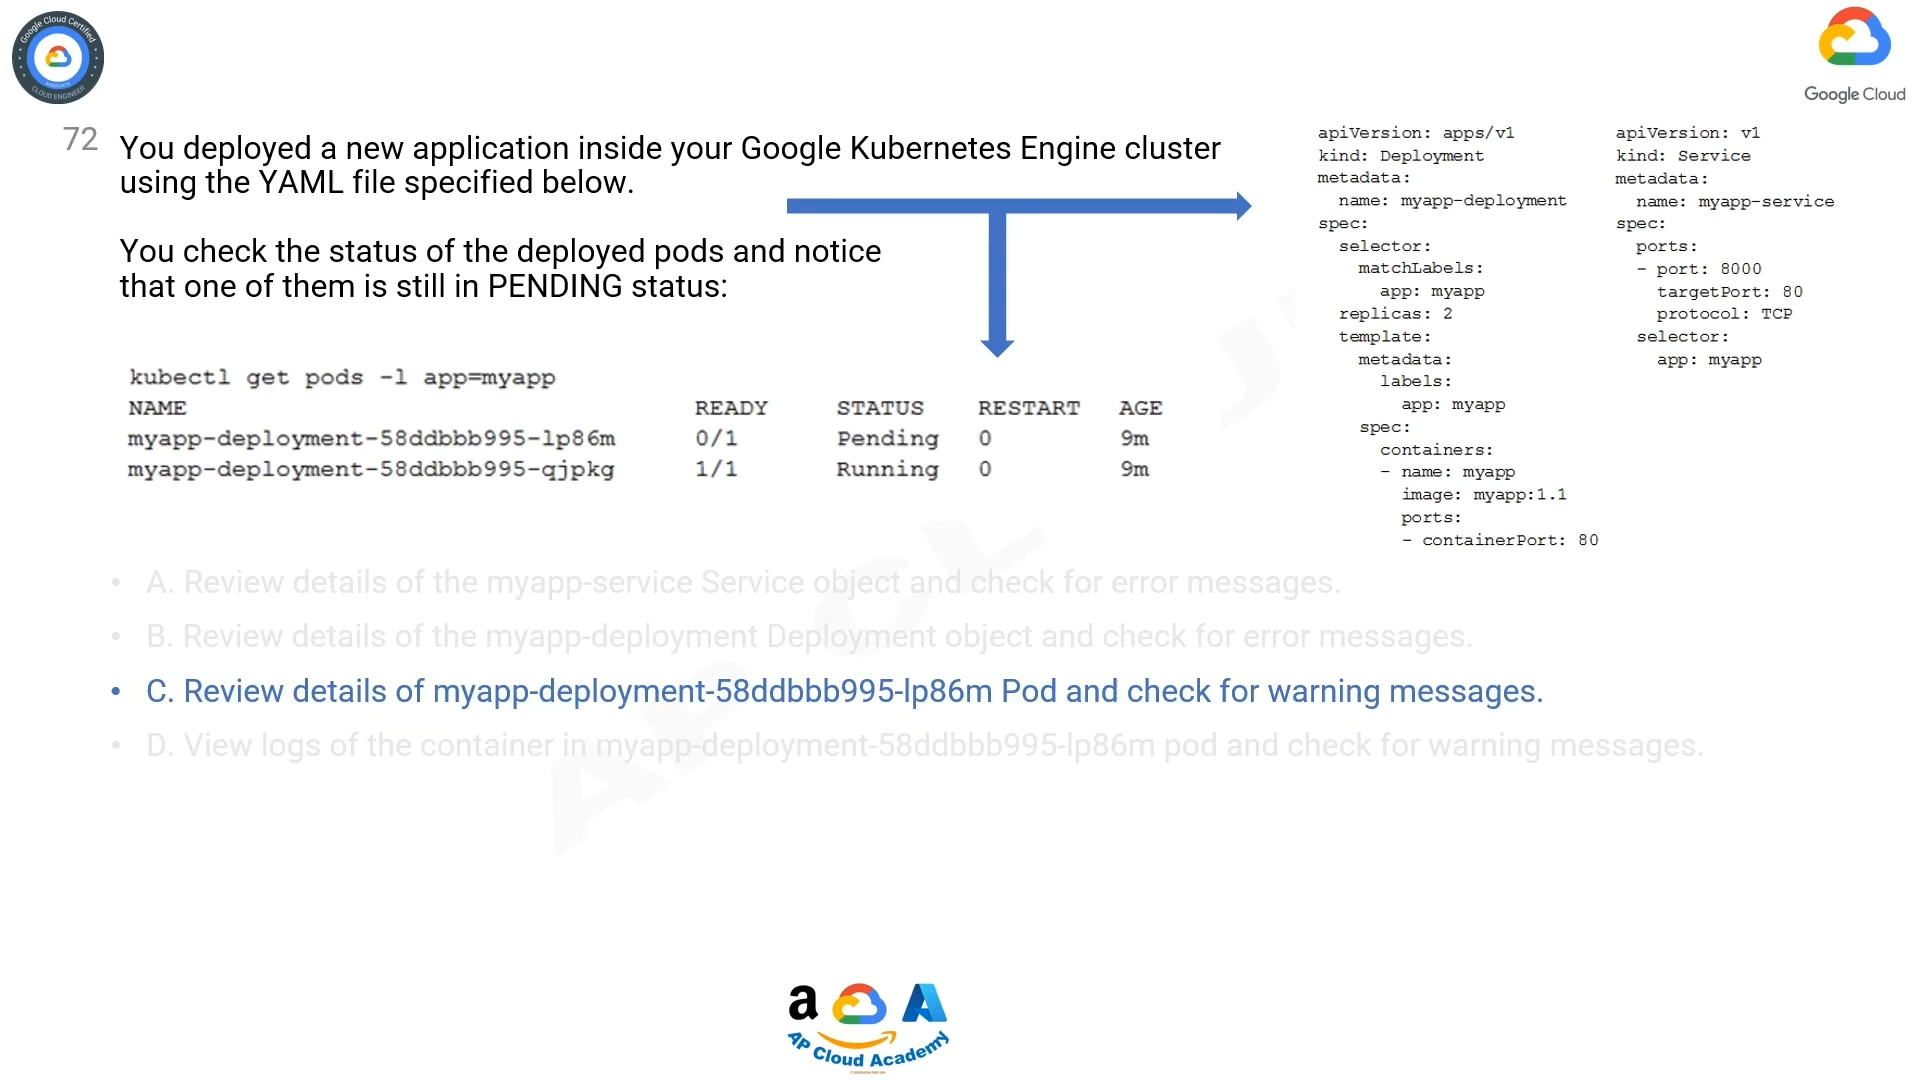 Google Cloud Certified
ASSOCIATE
CLOUD ENGINEER
Google Cloud
72
You deployed a new application inside your Google Kubernetes Engine cluster
using the YAML file specified below.
You check the status of the deployed pods and notice
that one of them is still in PENDING status:
kubectl get pods -l app=myapp
NAME READY STATUS RESTART AGE
myapp-deployment-58ddbbb995-lp86m 0/1 Pending 0 9m
myapp-deployment-58ddbbb995-qjpkg 1/1 Running 0 9m
apiVersion: apps/v1
kind: Deployment
metadata:
name: myapp-deployment
spec:
selector:
matchLabels:
app: myapp
replicas: 2
template:
metadata:
labels:
app: myapp
spec:
containers:
- name: myapp
image: myapp:1.1
ports:
- containerPort: 80
apiVersion: v1
kind: Service
metadata:
name: myapp-service
spec:
ports:
- port: 8000
targetPort: 80
protocol: TCP
selector:
app: myapp
• A. Review details of the myapp-service Service object and check for error messages.
• B. Review details of the myapp-deployment Deployment object and check for error messages.
• C. Review details of myapp-deployment-58ddbbb995-lp86m Pod and check for warning messages.
• D. View logs of the container in myapp-deployment-58ddbbb995-lp86m pod and check for warning messages.
AP CL
a
AP Cloud Academy